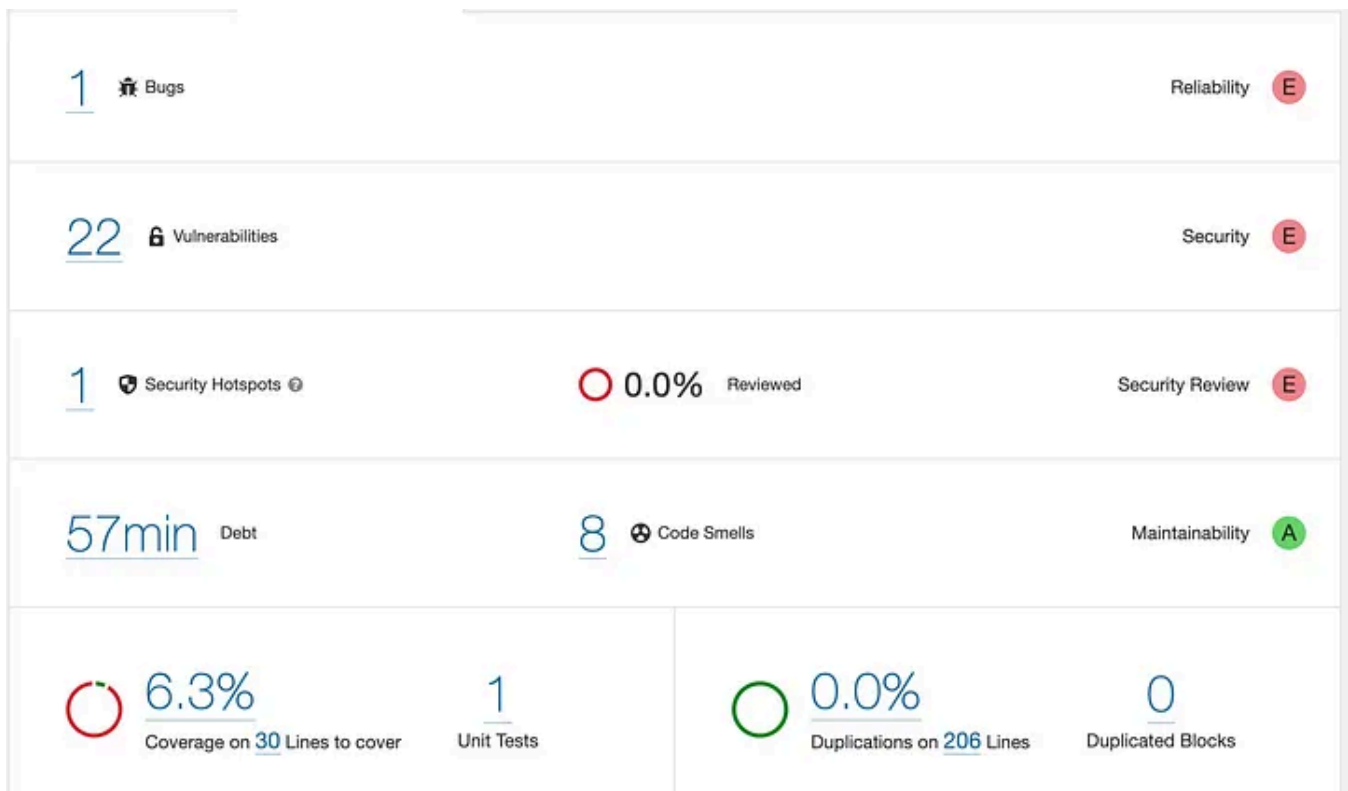 1 Bugs Reliability E
22 Vulnerabilities Security E
1 Security Hotspots ? 0.0% Reviewed Security Review E
57min Debt 8 Code Smells Maintainability A
6.3% 1 0.0% 0
Coverage on 30 Lines to cover Unit Tests Duplications on 206 Lines Duplicated Blocks